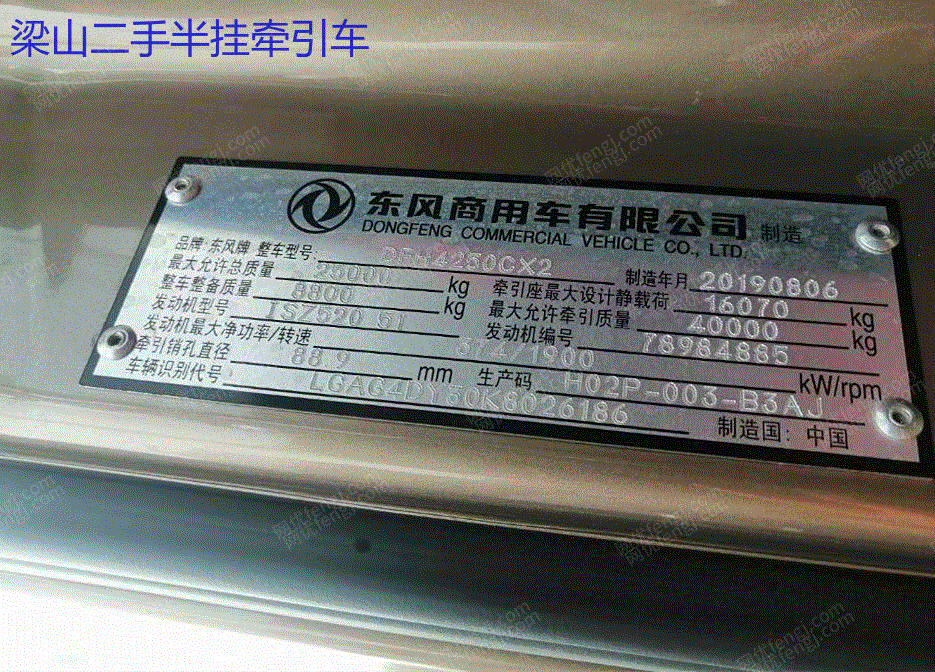 梁山二手半挂牵引车
东风商用车有限公司 制造
DONGFENG COMMERCIAL VEHICLE CO., LTD.
品牌 东风牌 整车型号 DFH4250CX2 制造年月 20190806
最大允许总质量 25000 kg 牵引座最大设计静载荷 16070 kg
整车整备质量 8800 kg 最大允许牵引质量 40000 kg
发动机型号 ISZ520 51 发动机编号 78984885
发动机最大净功率/转速 374/1900 kW/rpm
牵引销孔直径 88.9 mm 生产码 H02P-003-B3AJ
车辆识别代号 LGAG4DY30K8026186 制造国：中国